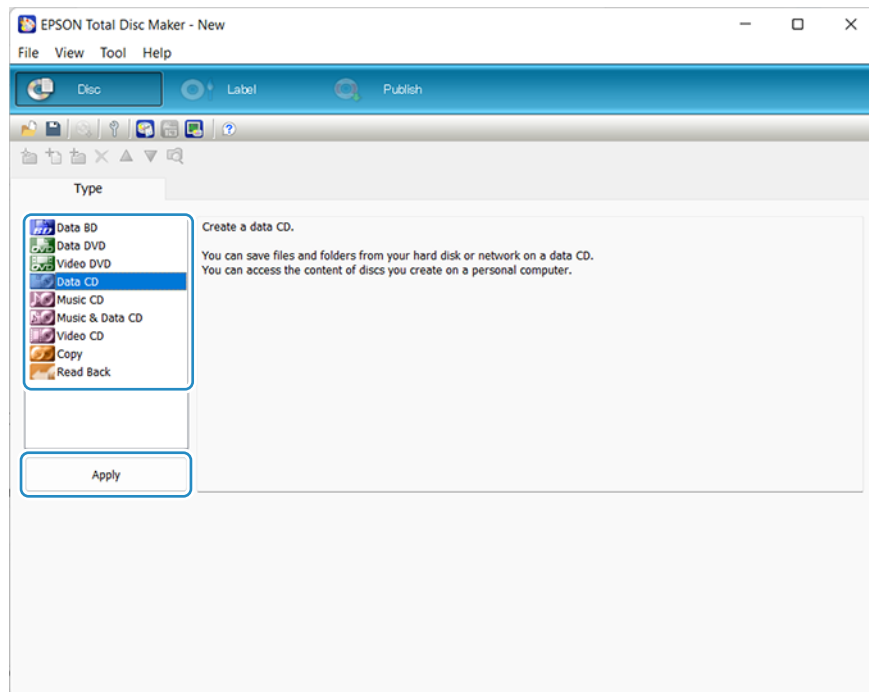 EPSON Total Disc Maker - New
File View Tool Help
Disc Label Publish
Type
Data BD
Data DVD
Video DVD
Data CD
Music CD
Music & Data CD
Video CD
Copy
Read Back
Apply
Create a data CD.
You can save files and folders from your hard disk or network on a data CD.
You can access the content of discs you create on a personal computer.